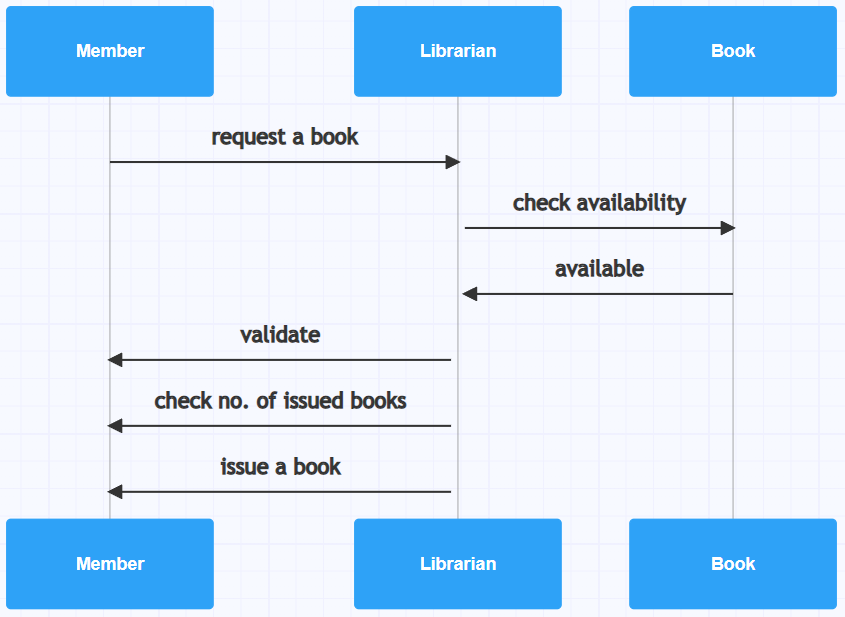 Member
Librarian
Book
request a book
check availability
available
validate
check no. of issued books
issue a book
Member
Librarian
Book